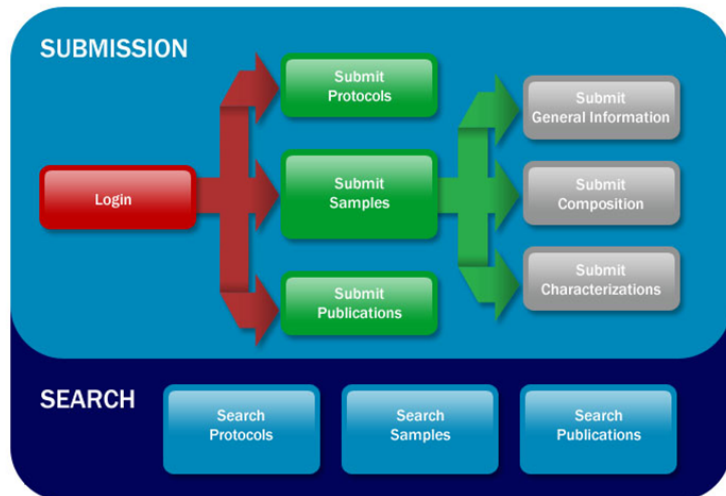 SUBMISSION
Login
Submit
Protocols
Submit
Samples
Submit
Publications
Submit
General Information
Submit
Composition
Submit
Characterizations
SEARCH
Search
Protocols
Search
Samples
Search
Publications